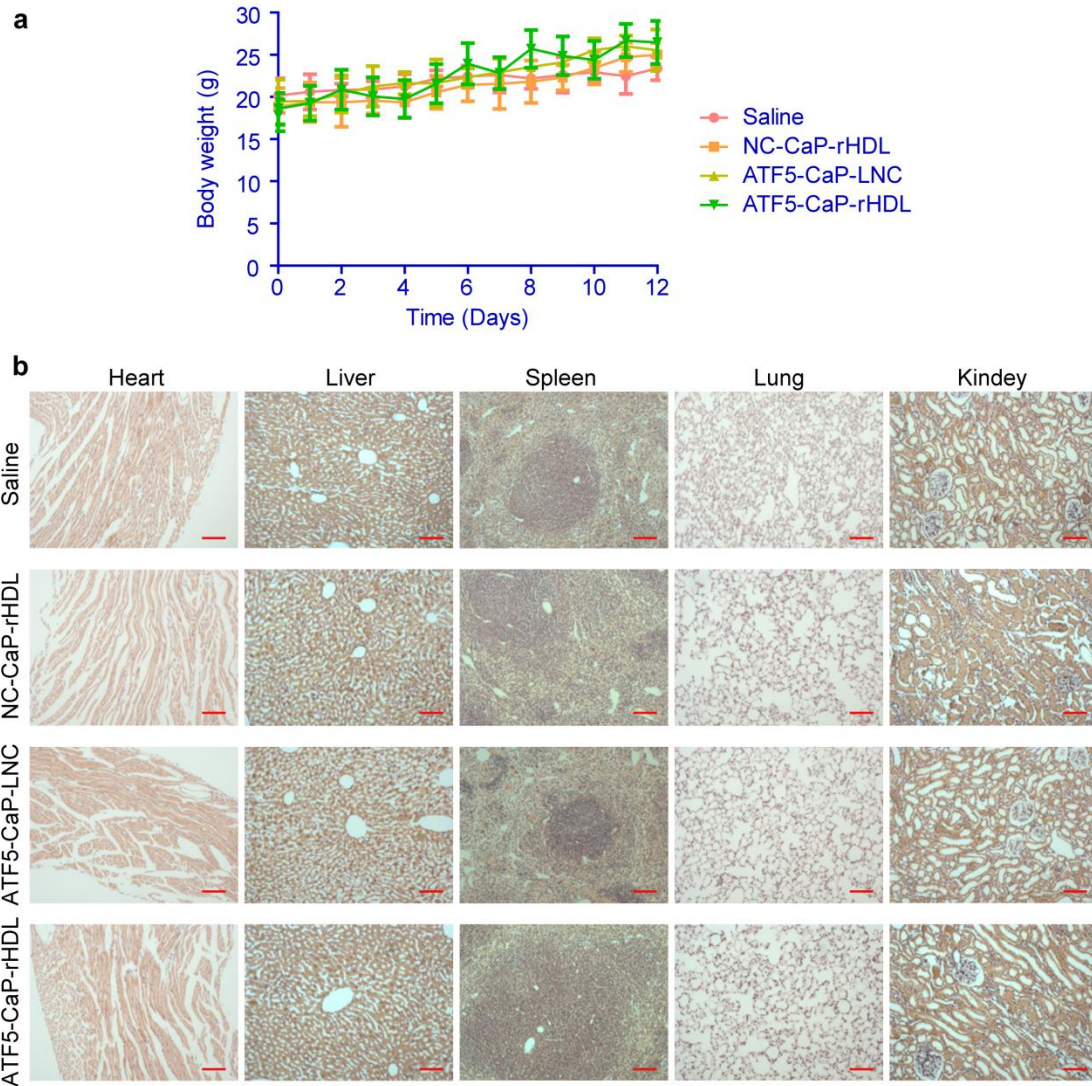 a
30
25
20
15
10
5
0
Body weight (g)
0 2 4 6 8 10 12
Time (Days)
Saline
NC-CaP-rHDL
ATF5-CaP-LNC
ATF5-CaP-rHDL
b
Heart Liver Spleen Lung Kindey
Saline
NC-CaP-rHDL
ATF5-CaP-LNC
ATF5-CaP-rHDL